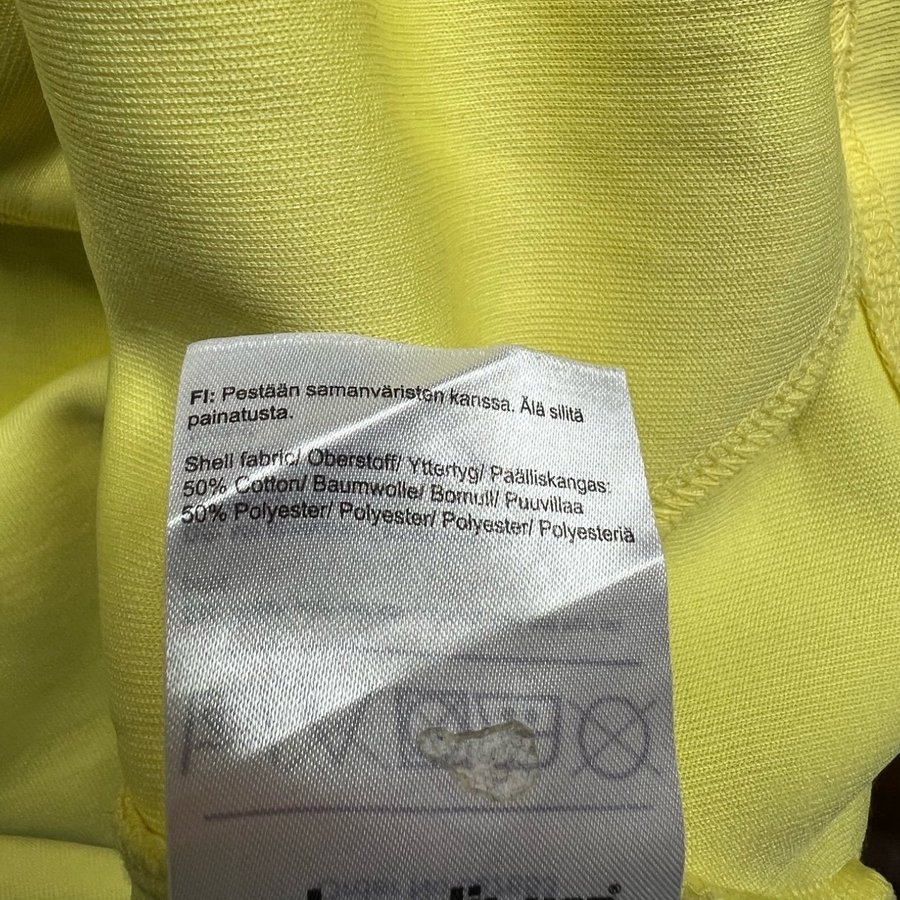 FI: Pestään samanväristen kanssa. Älä silitä
painatusta.
Shell fabric/ Oberstoff/ Yttertyg/ Päälliskangas:
50% Cotton/ Baumwolle/ Bomull/ Puuvillaa
50% Polyester/ Polyester/ Polyester/ Polyesteriä